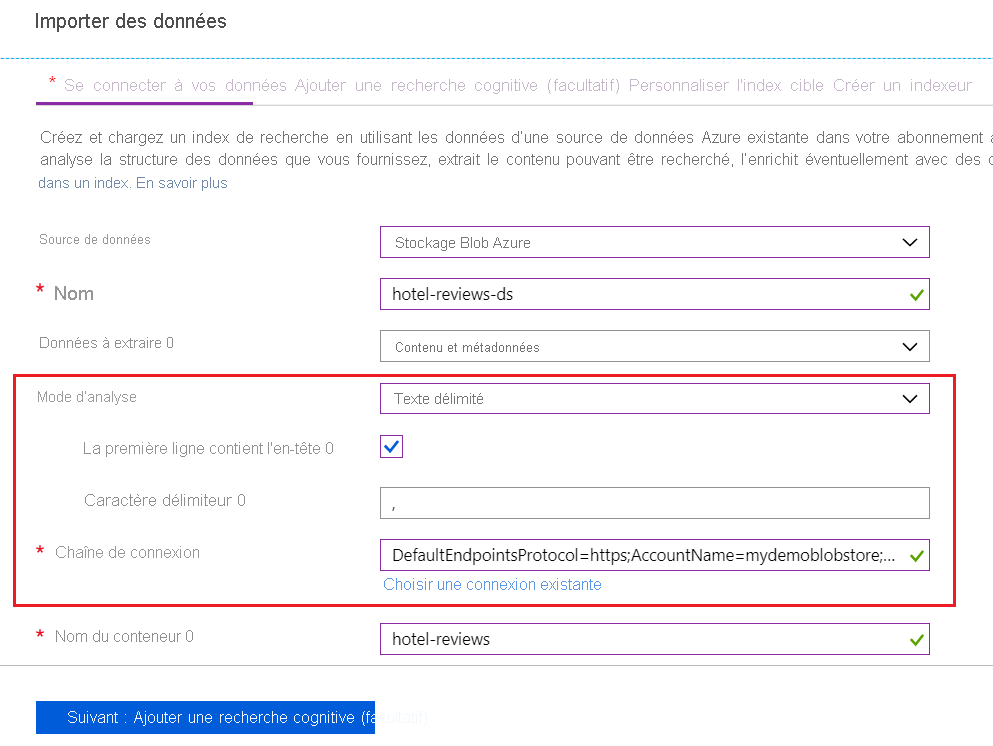 Importer des données
* Se connecter à vos données Ajouter une recherche cognitive (facultatif) Personnaliser l'index cible Créer un indexeur
Créez et chargez un index de recherche en utilisant les données d'une source de données Azure existante dans votre abonnement
analyse la structure des données que vous fournissez, extrait le contenu pouvant être recherché, l'enrichit éventuellement avec des
dans un index. En savoir plus
Source de données
Stockage Blob Azure
* Nom
hotel-reviews-ds
Données à extraire 0
Contenu et métadonnées
Mode d'analyse
Texte délimité
La première ligne contient l'en-tête 0
Caractère délimiteur 0
,
* Chaîne de connexion
DefaultEndpointsProtocol=https;AccountName=mydemoblobstore;...
Choisir une connexion existante
* Nom du conteneur 0
hotel-reviews
Suivant : Ajouter une recherche cognitive (facultatif)